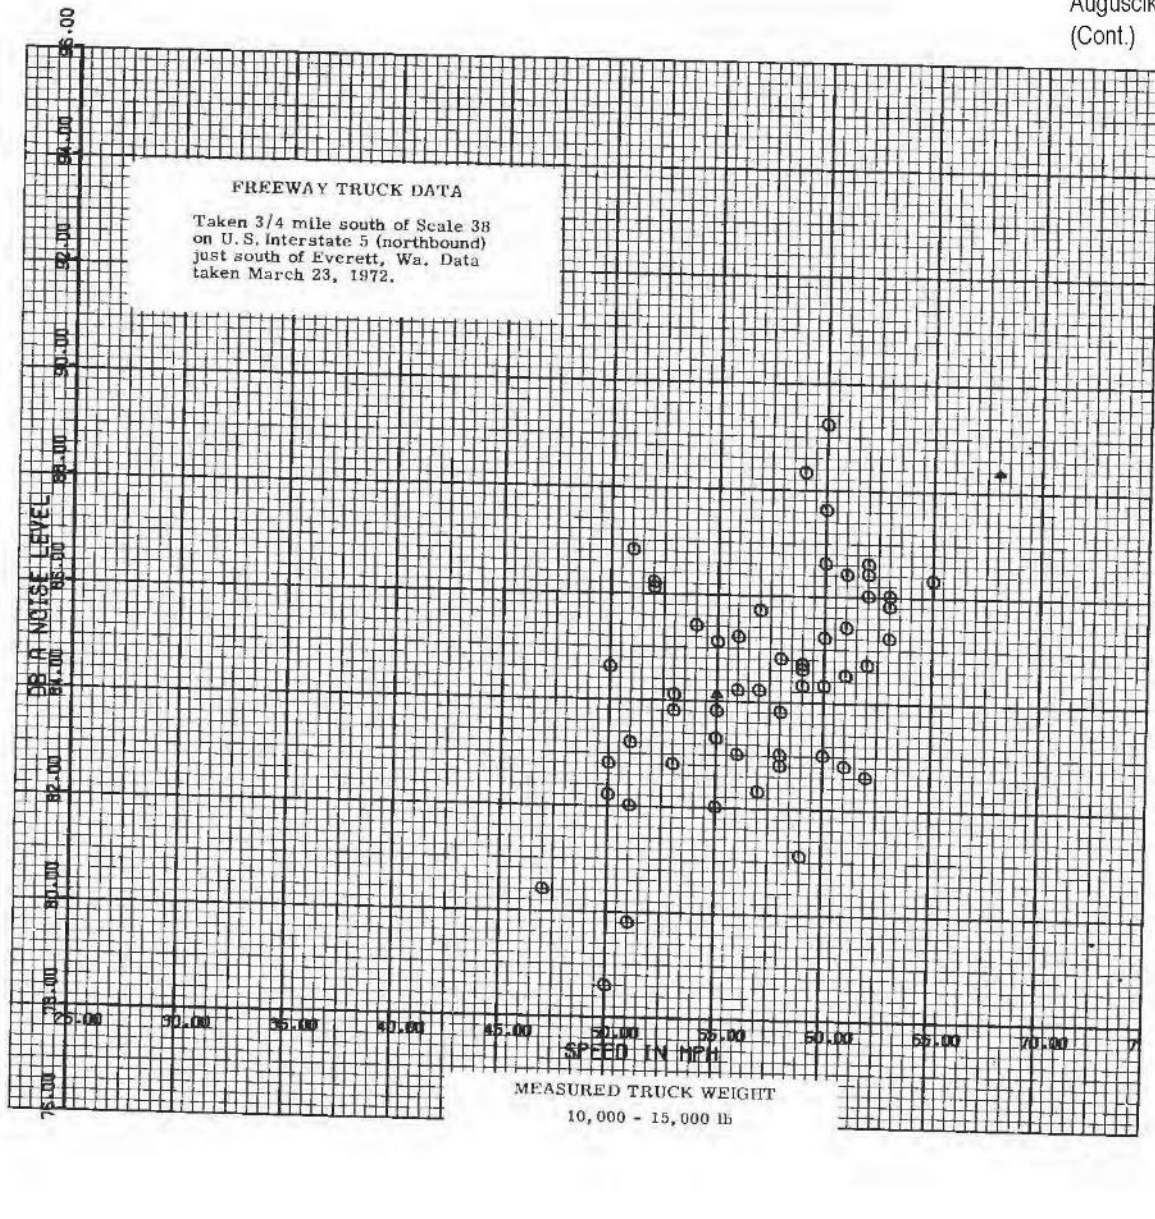 Auguscik
(Cont.)
96.00
94.00
92.00
90.00
88.00
86.00
84.00
82.00
80.00
78.00
76.00
DB A NOISE LEVEL
FREEWAY TRUCK DATA
Taken 3/4 mile south of Scale 38
on U.S. Interstate 5 (northbound)
just south of Everett, Wa. Data
taken March 23, 1972.
25.00 30.00 35.00 40.00 45.00 50.00 55.00 60.00 65.00 70.00
SPEED IN MPH
MEASURED TRUCK WEIGHT
10,000 - 15,000 lb